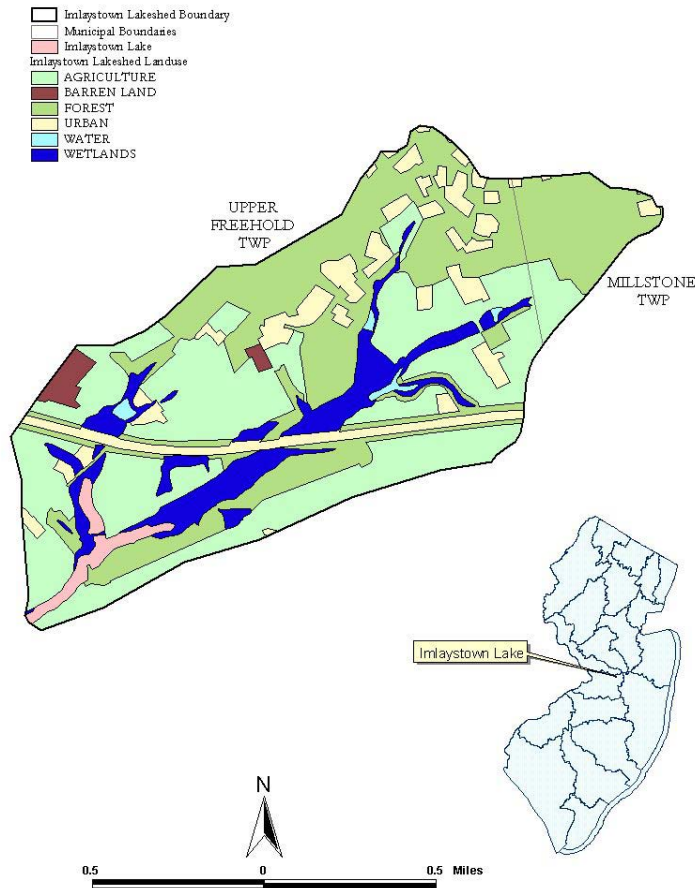 Imlaystown Lakeshed Boundary
Municipal Boundaries
Imlaystown Lake
Imlaystown Lakeshed Landuse
AGRICULTURE
BARREN LAND
FOREST
URBAN
WATER
WETLANDS
UPPER
FREEHOLD
TWP
MILLSTONE
TWP
Imlaystown Lake
N
0.5 0 0.5 Miles